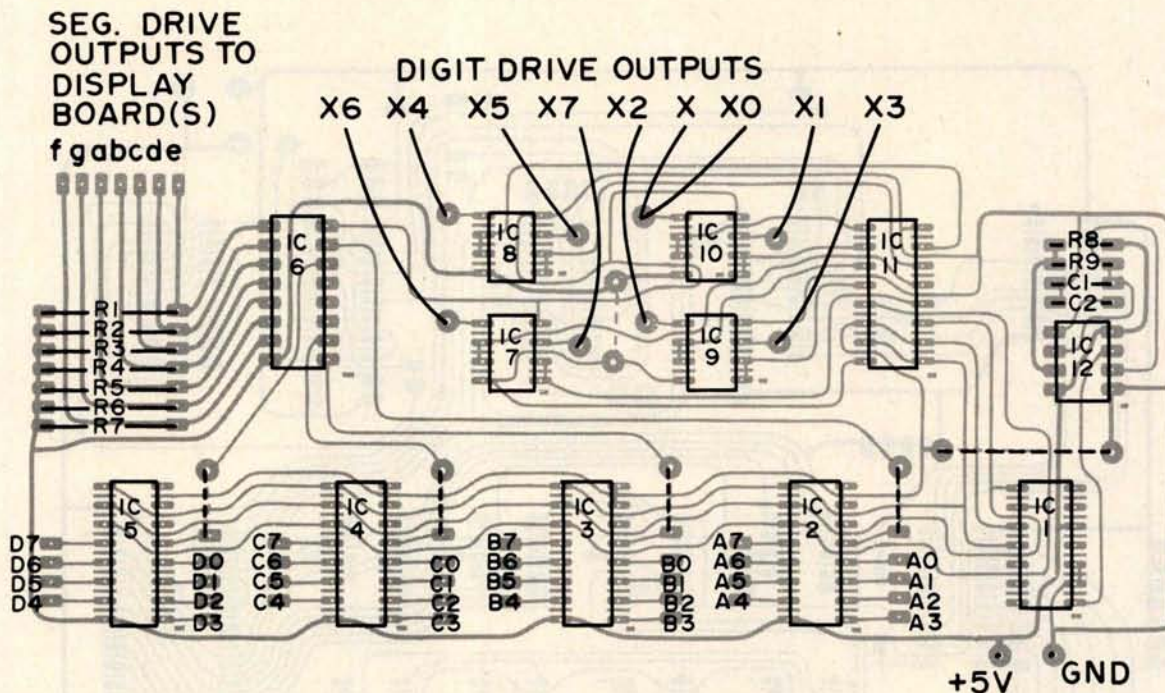 SEG. DRIVE
OUTPUTS TO
DISPLAY
BOARD(S)
f g a b c d e
DIGIT DRIVE OUTPUTS
X6 X4 X5 X7 X2 X X0 X1 X3
IC
6
IC
8
IC
10
IC
11
R8
R9
C1
C2
R1
R2
R3
R4
R5
R6
R7
IC
7
IC
9
IC
12
IC
5
IC
4
IC
3
IC
2
IC
1
D7
D6
D5
D4
D0
D1
D2
D3
C7
C6
C5
C4
C0
C1
C2
C3
B7
B6
B5
B4
B0
B1
B2
B3
A7
A6
A5
A4
A0
A1
A2
A3
+5V
GND